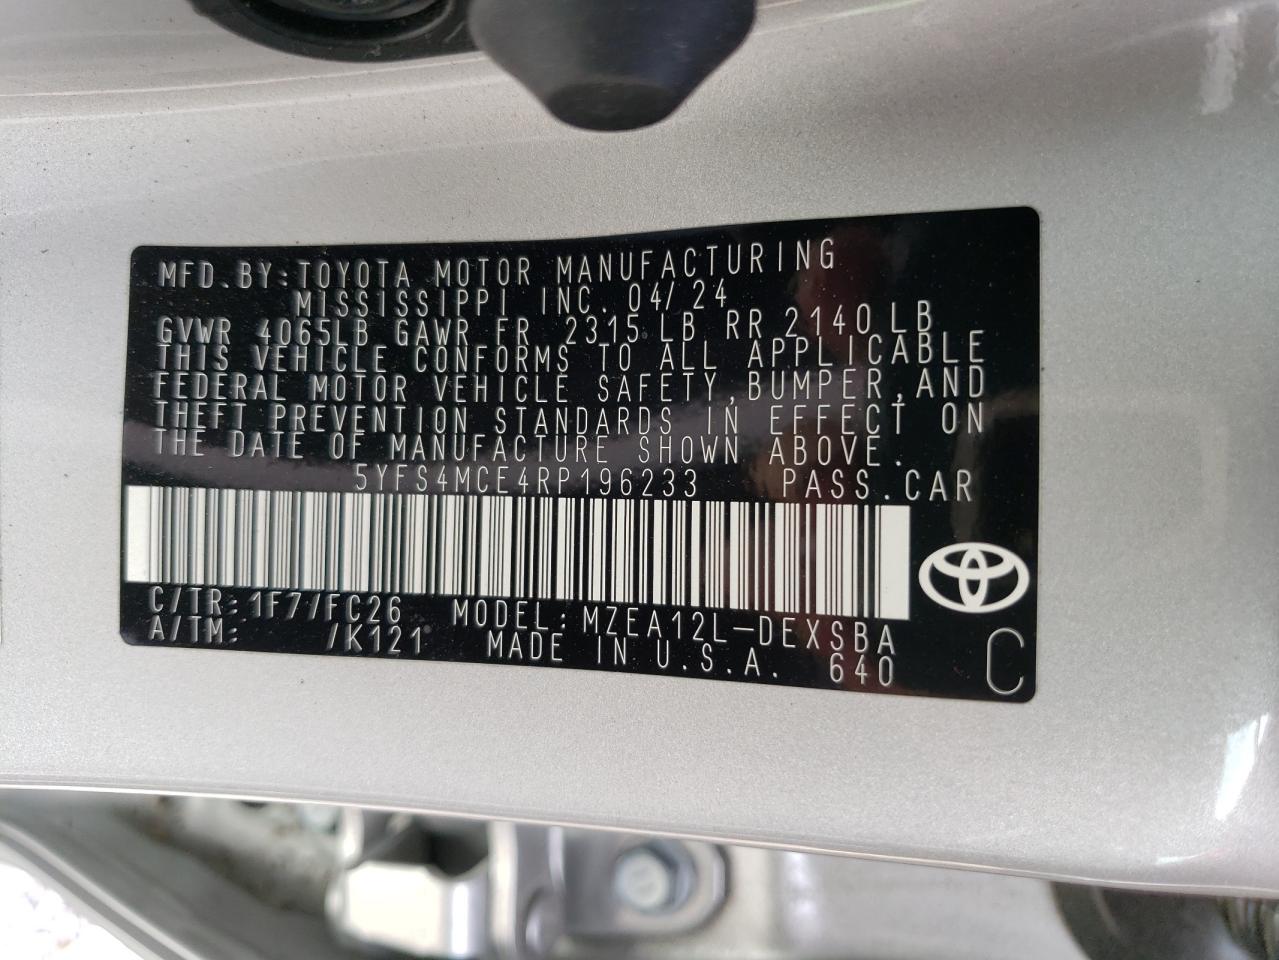 MFD.BY:TOYOTA MOTOR MANUFACTURING
MISSISSIPPI INC. 04/24
GVWR 4065LB GAWR FR 2315 LB RR 2140LB
THIS VEHICLE CONFORMS TO ALL APPLICABLE
FEDERAL MOTOR VEHICLE SAFETY,BUMPER,AND
THEFT PREVENTION STANDARDS IN EFFECT ON
THE DATE OF MANUFACTURE SHOWN ABOVE.
5YFS4MCE4RP196233 PASS.CAR
C/TR:1F7/FC26 MODEL:MZEA12L-DEXSBA
A/TM: /K121 MADE IN U.S.A. 640
C